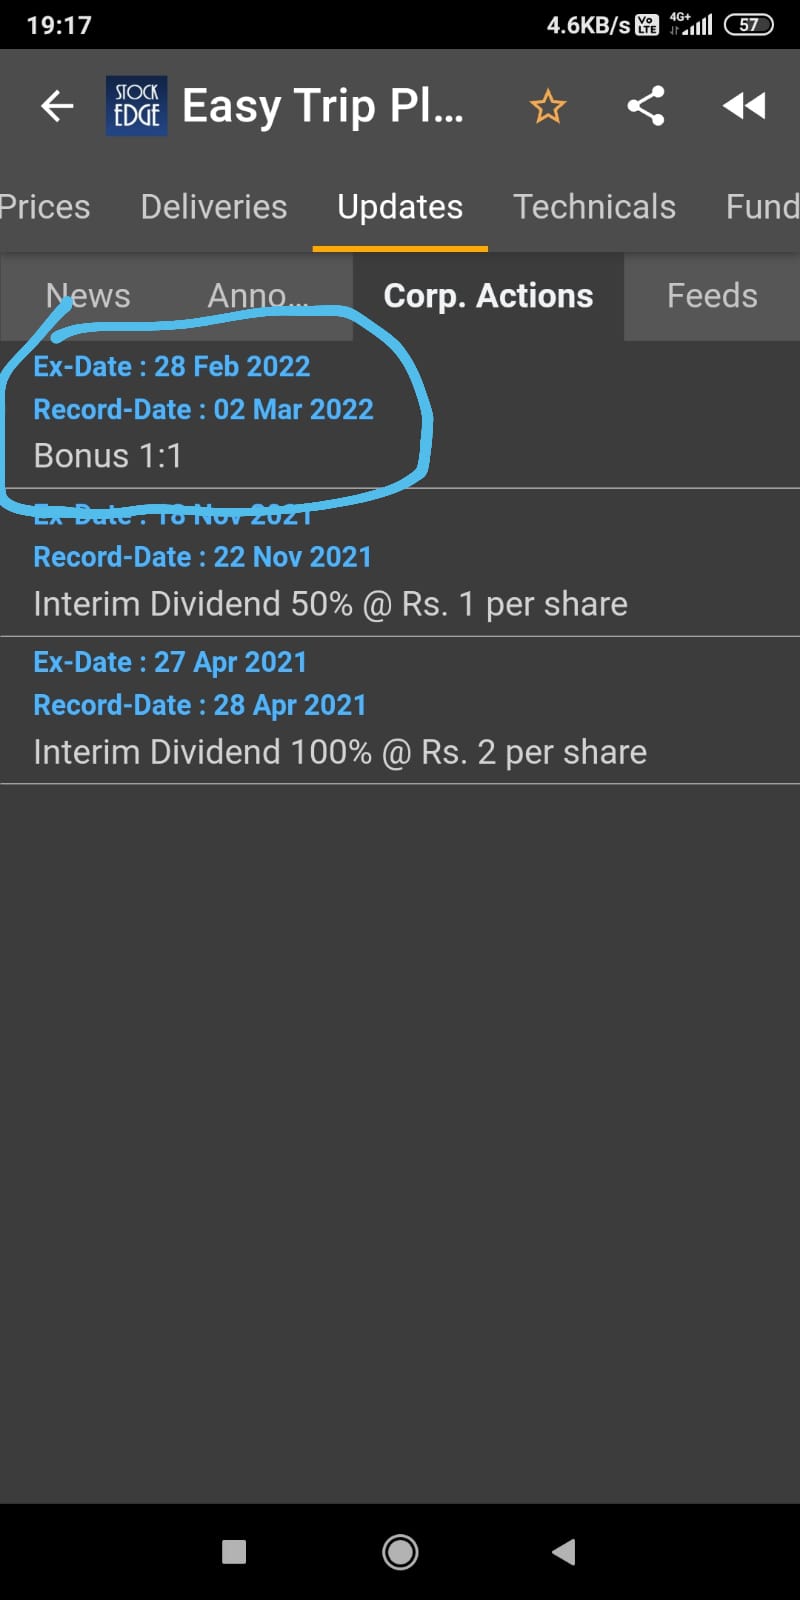 19:17
4.6KB/s Vo LTE 4G+ 57
STOCK EDGE Easy Trip Pl...
Prices Deliveries Updates Technicals Fund
News Anno... Corp. Actions Feeds
Ex-Date : 28 Feb 2022
Record-Date : 02 Mar 2022
Bonus 1:1
Ex-Date : 18 Nov 2021
Record-Date : 22 Nov 2021
Interim Dividend 50% @ Rs. 1 per share
Ex-Date : 27 Apr 2021
Record-Date : 28 Apr 2021
Interim Dividend 100% @ Rs. 2 per share